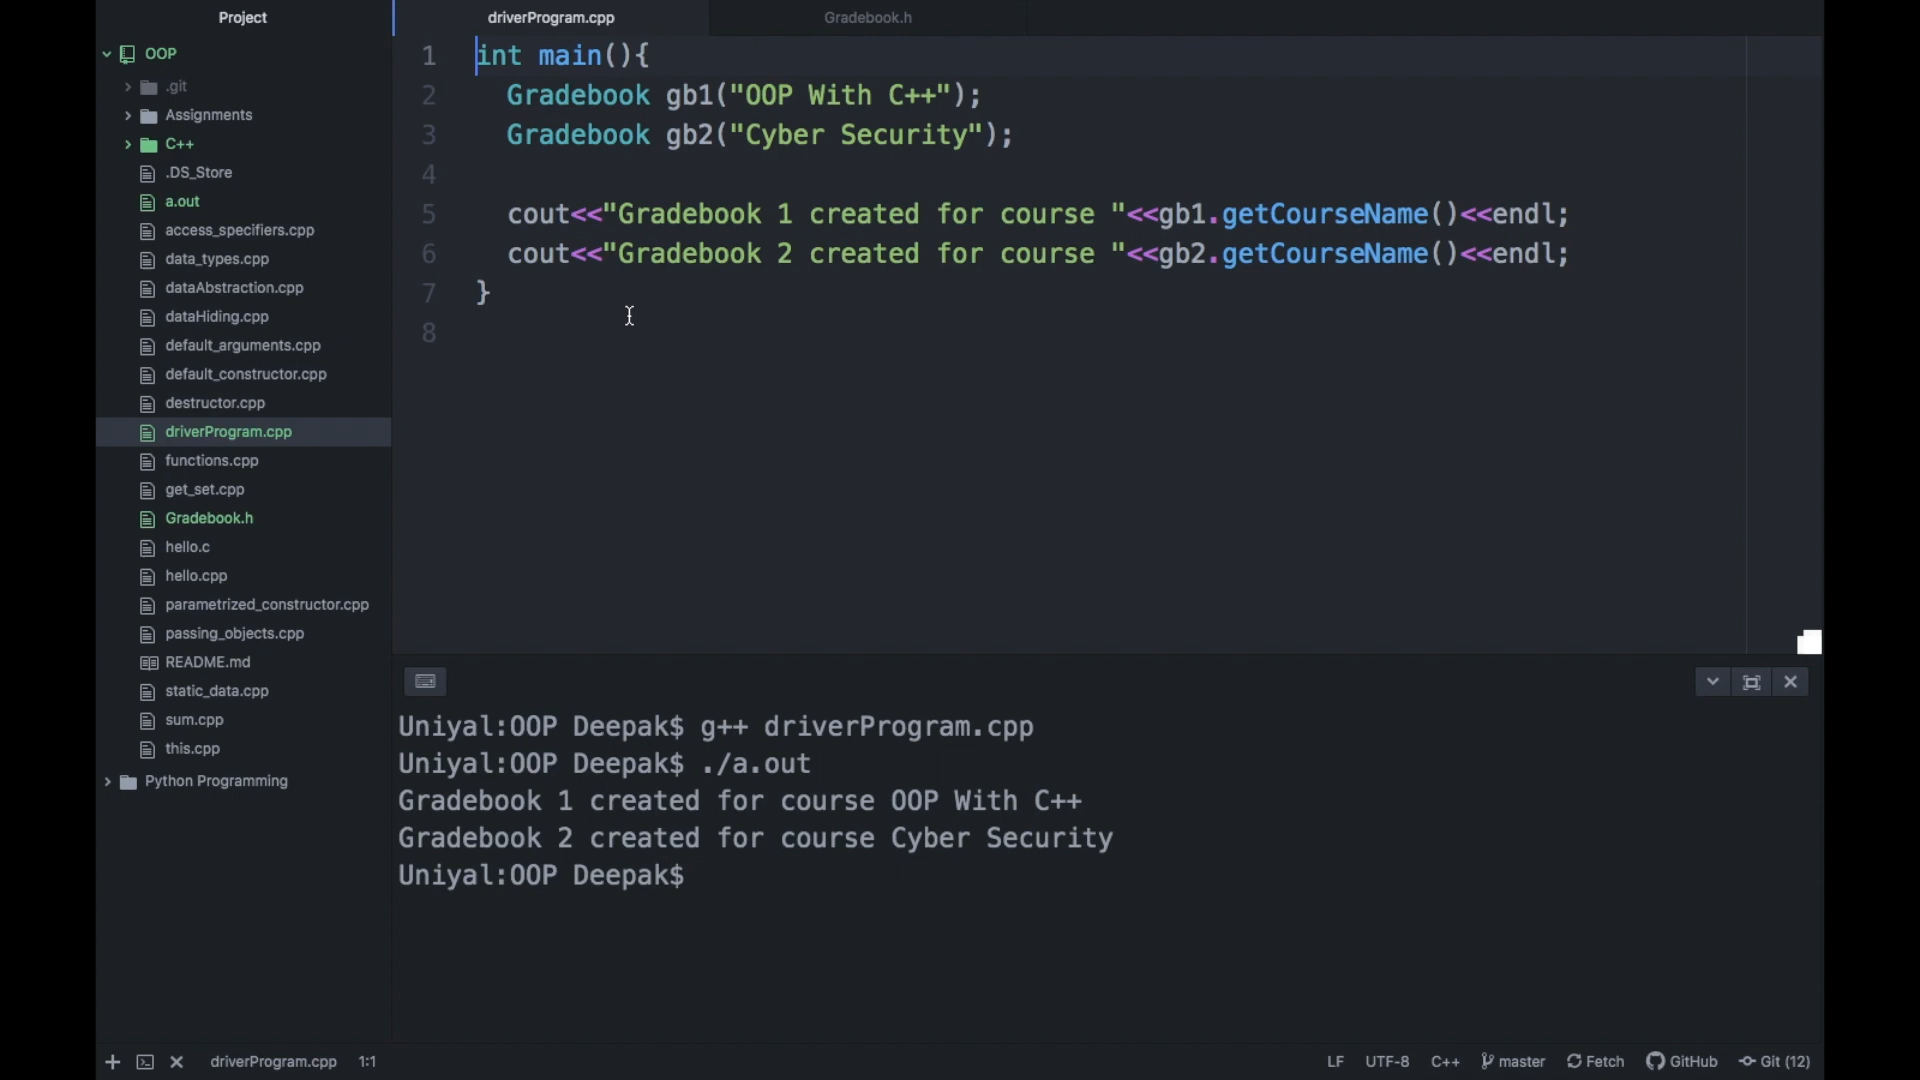 Project
OOP
.git
Assignments
C++
.DS_Store
a.out
access_specifiers.cpp
data_types.cpp
dataAbstraction.cpp
dataHiding.cpp
default_arguments.cpp
default_constructor.cpp
destructor.cpp
driverProgram.cpp
functions.cpp
get_set.cpp
Gradebook.h
hello.c
hello.cpp
parametrized_constructor.cpp
passing_objects.cpp
README.md
static_data.cpp
sum.cpp
this.cpp
Python Programming
driverProgram.cpp Gradebook.h
1 int main(){
2 Gradebook gb1("OOP With C++");
3 Gradebook gb2("Cyber Security");
4
5 cout<<"Gradebook 1 created for course "<<gb1.getCourseName()<<endl;
6 cout<<"Gradebook 2 created for course "<<gb2.getCourseName()<<endl;
7 }
8
Uniyal:OOP Deepak$ g++ driverProgram.cpp
Uniyal:OOP Deepak$ ./a.out
Gradebook 1 created for course OOP With C++
Gradebook 2 created for course Cyber Security
Uniyal:OOP Deepak$
driverProgram.cpp 1:1 LF UTF-8 C++ master Fetch GitHub Git (12)